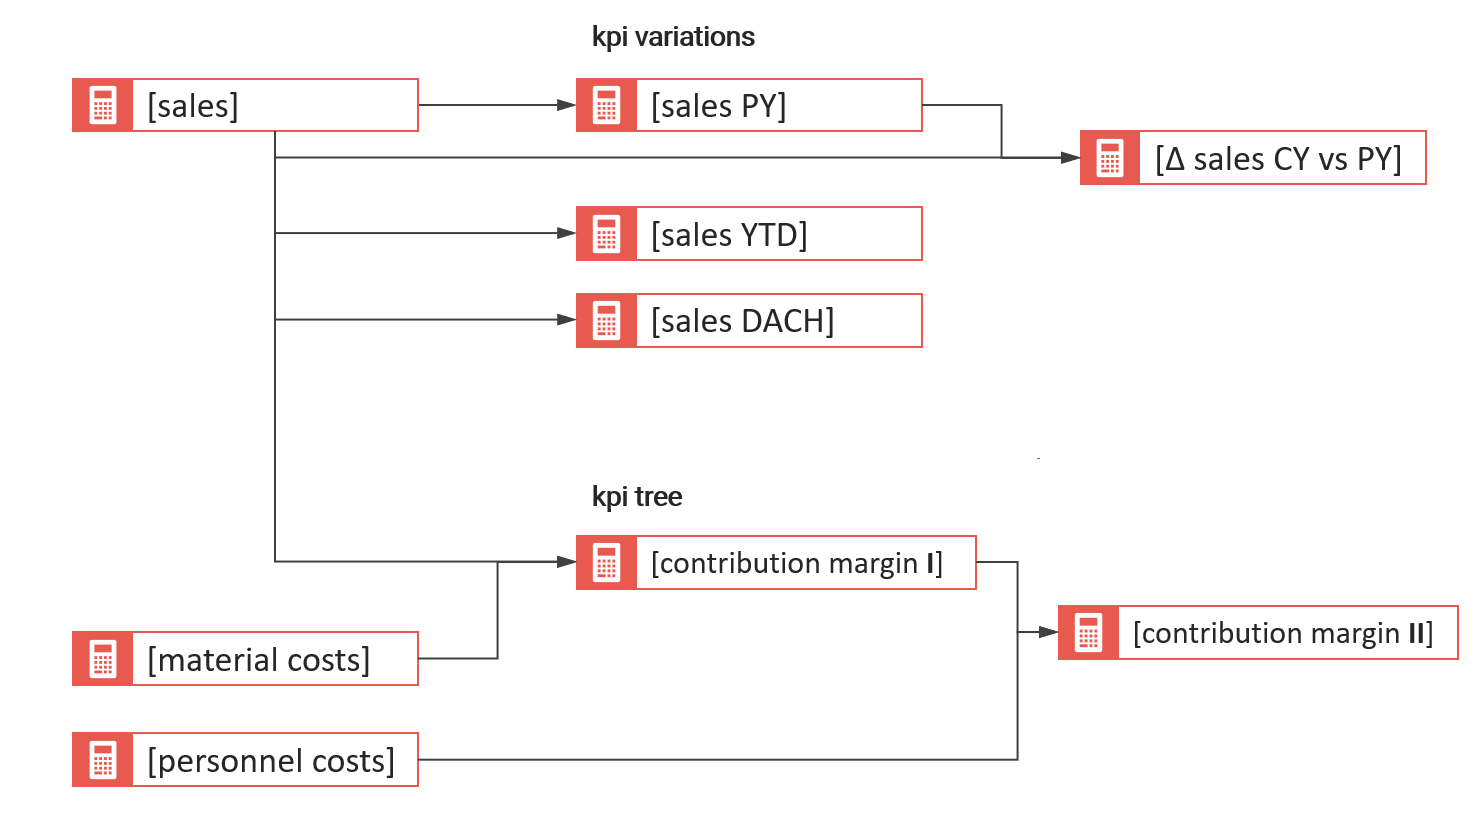 kpi variations
[sales]
[sales PY]
[Δ sales CY vs PY]
[sales YTD]
[sales DACH]
kpi tree
[contribution margin I]
[contribution margin II]
[material costs]
[personnel costs]